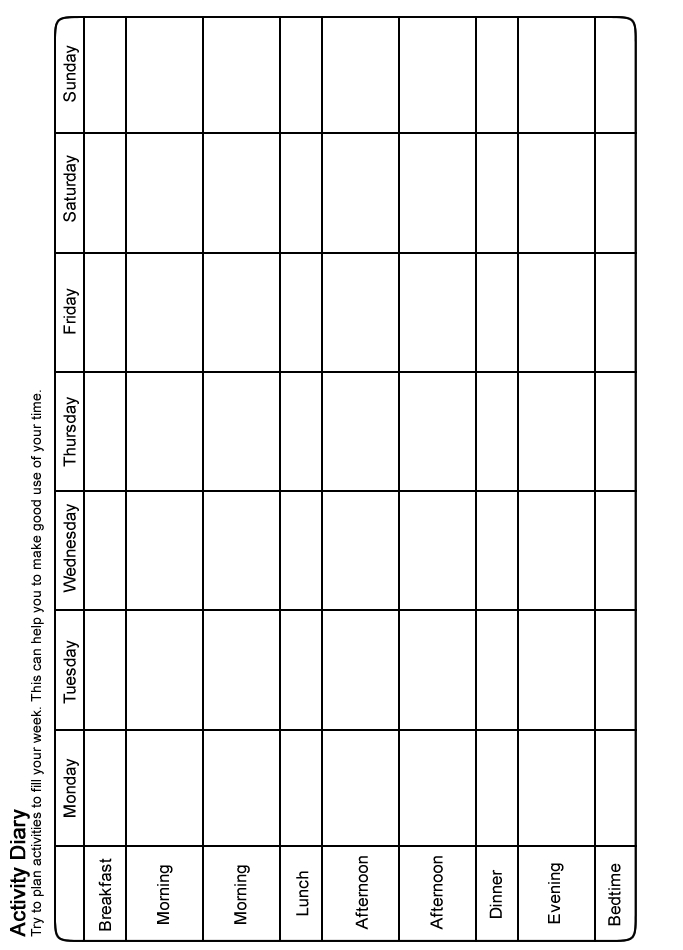 Activity Diary
Try to plan activities to fill your week. This can help you to make good use of your time.
Monday Tuesday Wednesday Thursday Friday Saturday Sunday
Breakfast
Morning
Morning
Lunch
Afternoon
Afternoon
Dinner
Evening
Bedtime